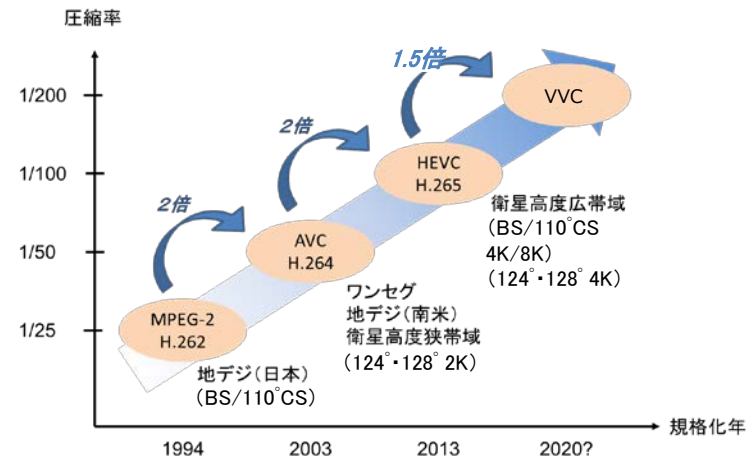 圧縮率
1.5倍
1/200
VVC
2倍
1/100
HEVC
H.265
2倍
衛星高度広帯域
(BS/110°CS
4K/8K)
(124°・128° 4K)
1/50
AVC
H.264
ワンセグ
地デジ(南米)
衛星高度狭帯域
(124°・128° 2K)
1/25
MPEG-2
H.262
地デジ(日本)
(BS/110°CS)
規格化年
1994
2003
2013
2020?